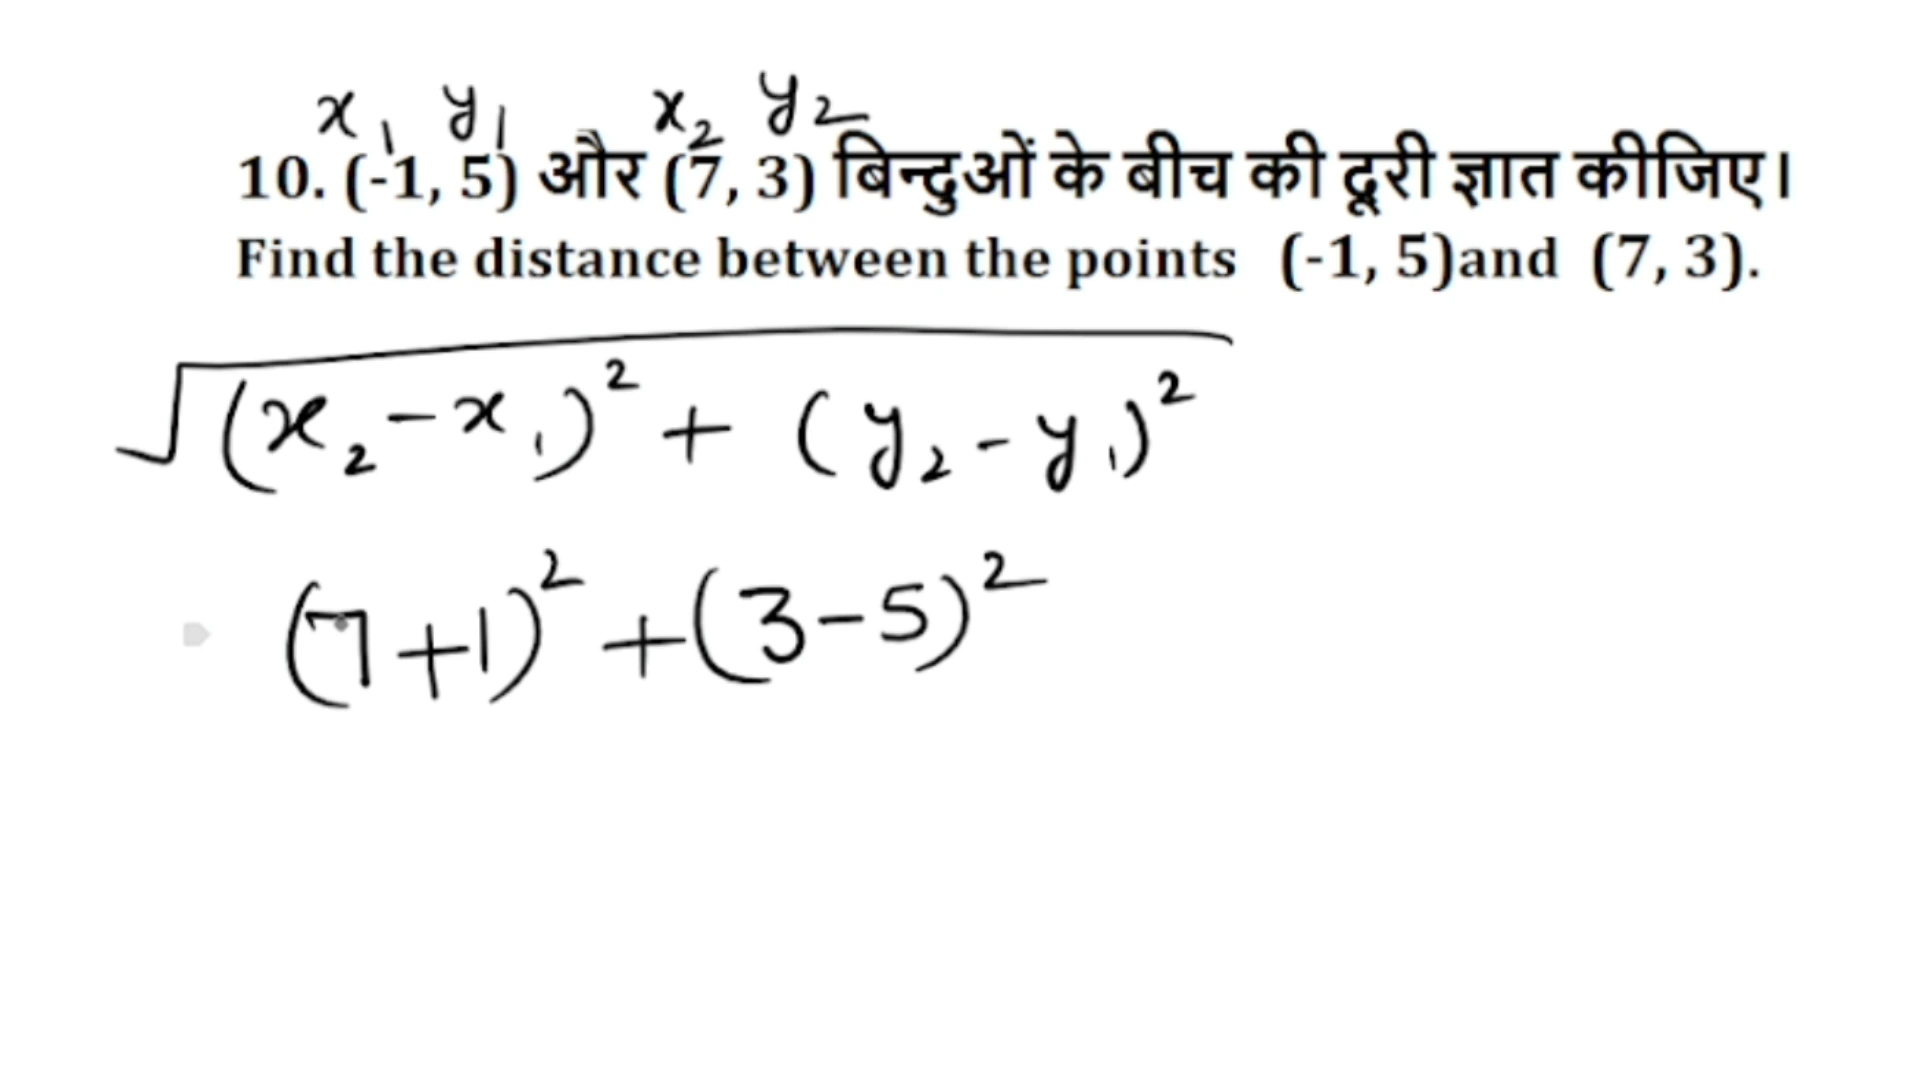 x₁ y₁ x₂ y₂
10. (-1, 5) और (7, 3) बिन्दुओं के बीच की दूरी ज्ञात कीजिए।
Find the distance between the points (-1, 5)and (7, 3).
√(x₂-x₁)² + (y₂-y₁)²
(7+1)² + (3-5)²